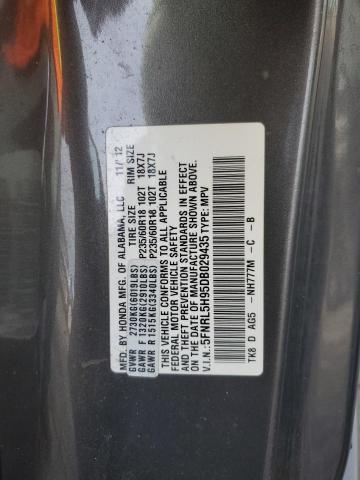 MFD. BY HONDA MFG. OF ALABAMA, LLC 11/ 12
TIRE SIZE RIM SIZE
GVWR 2730KG(6019LBS)
GAWR F 1320KG(2910LBS) P235/60R18 102T 18X7J
GAWR R 1515KG(3340LBS) P235/60R18 102T 18X7J
THIS VEHICLE CONFORMS TO ALL APPLICABLE
FEDERAL MOTOR VEHICLE SAFETY
AND THEFT PREVENTION STANDARDS IN EFFECT
ON THE DATE OF MANUFACTURE SHOWN ABOVE.
V.I.N.: 5FNRL5H95DB029435 TYPE: MPV
TK8 D AG5 - NH777M - C - B